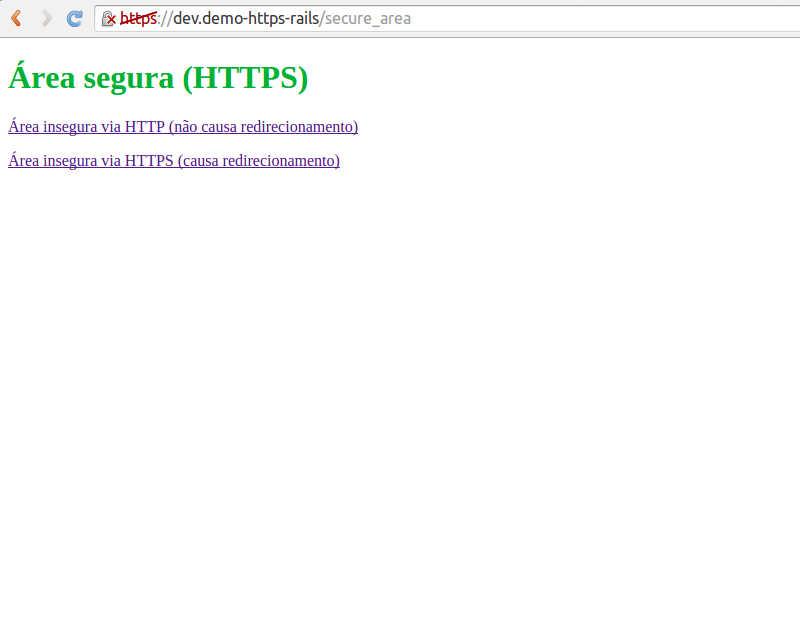 https://dev.demo-https-rails/secure_area
Área segura (HTTPS)
Área insegura via HTTP (não causa redirecionamento)
Área insegura via HTTPS (causa redirecionamento)